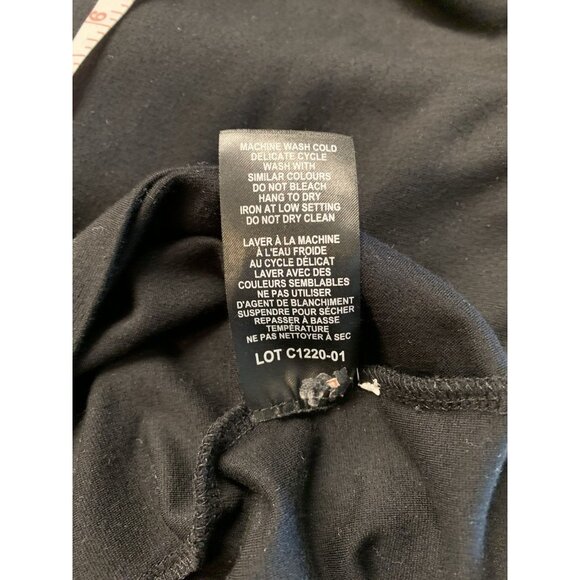 9
MACHINE WASH COLD
DELICATE CYCLE
WASH WITH
SIMILAR COLOURS
DO NOT BLEACH
HANG TO DRY
IRON AT LOW SETTING
DO NOT DRY CLEAN
LAVER À LA MACHINE
À L'EAU FROIDE
AU CYCLE DÉLICAT
LAVER AVEC DES
COULEURS SEMBLABLES
NE PAS UTILISER
D'AGENT DE BLANCHIMENT
SUSPENDRE POUR SÉCHER
REPASSER À BASSE
TEMPÉRATURE
NE PAS NETTOYER À SEC
LOT C1220-01